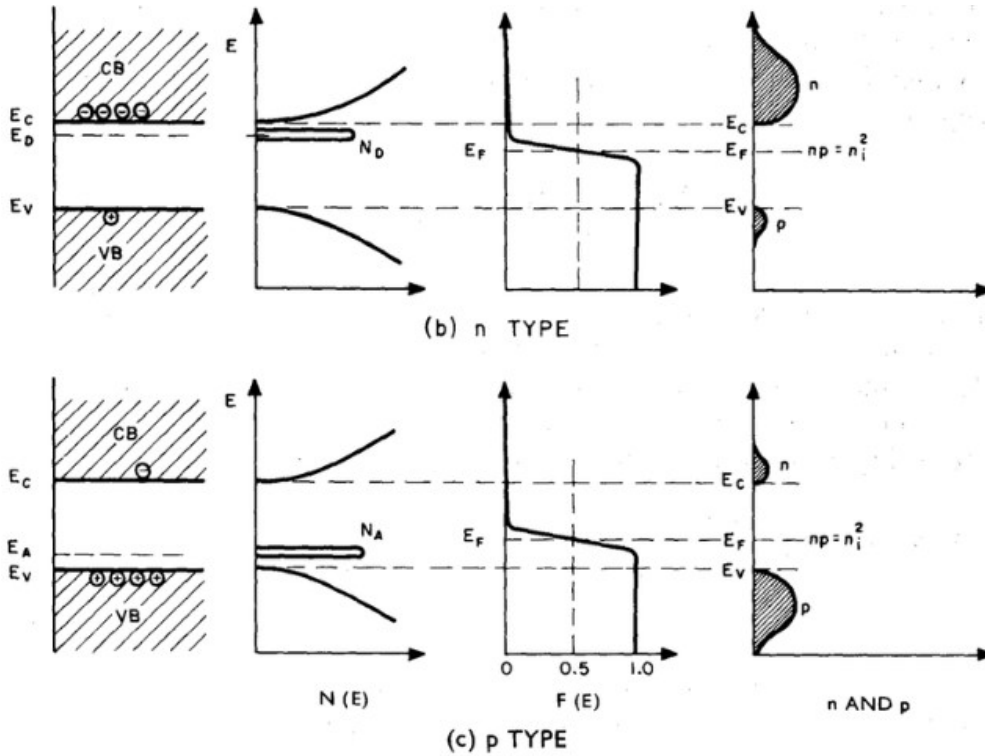 E
CB
n
⊖⊖⊖⊖
E_C
E_C
E_D
N_D
E_F
E_F
np = n_i^2
E_V
E_V
⊕
p
VB
(b) n TYPE
E
CB
n
⊖
E_C
E_C
N_A
E_F
E_F
np = n_i^2
E_A
E_V
E_V
⊕⊕⊕⊕
p
VB
0 0.5 1.0
N (E)
F (E)
n AND p
(c) p TYPE